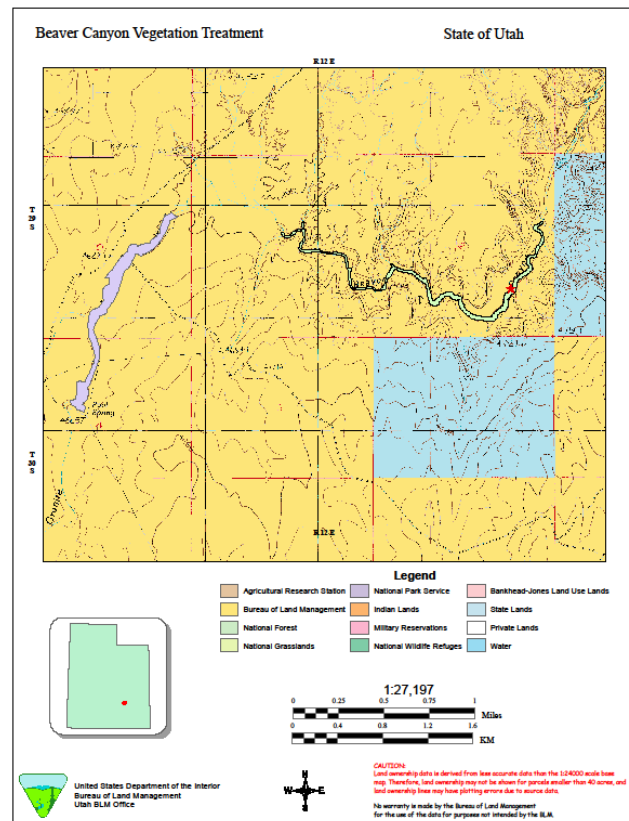 Beaver Canyon Vegetation Treatment
State of Utah
R 12 E
T
29
S
Granite
T
30
S
R 12 E
Legend
Agricultural Research Station
National Park Service
Bankhead-Jones Land Use Lands
Bureau of Land Management
Indian Lands
State Lands
National Forest
Military Reservations
Private Lands
National Grasslands
National Wildlife Refuges
Water
1:27,197
0 0.25 0.5 0.75 1
Miles
0 0.4 0.8 1.2 1.6
KM
N
W E
S
United States Department of the Interior
Bureau of Land Management
Utah BLM Office
CAUTION:
Land ownership data is derived from less accurate data than the 1:24000 scale base
map. Therefore, land ownership may not be shown for parcels smaller than 40 acres, and
land ownership lines may have plotting errors due to source data.
No warranty is made by the Bureau of Land Management
for the use of the data for purposes not intended by the BLM.